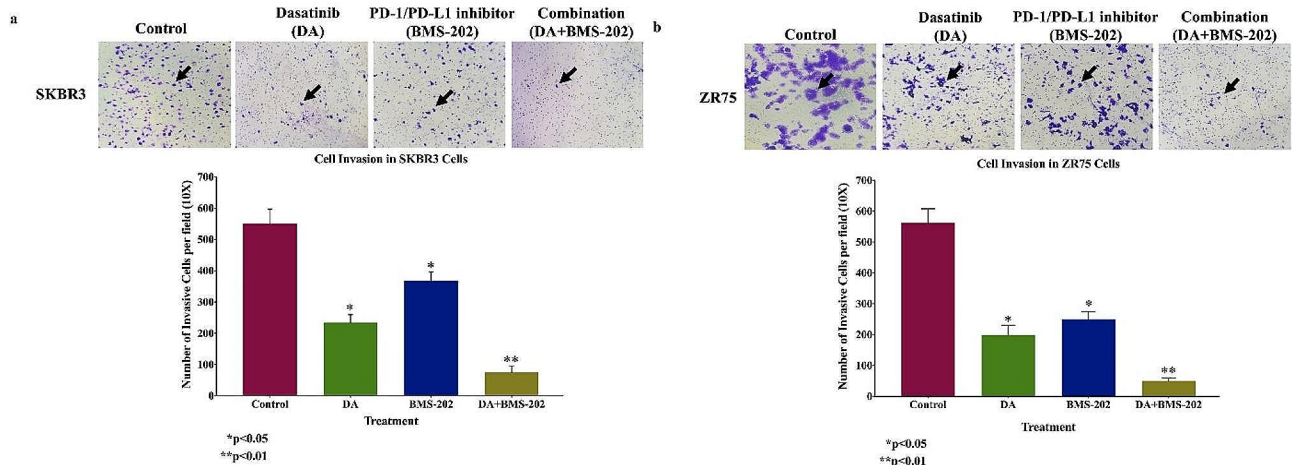 a
Control
Dasatinib
(DA)
PD-1/PD-L1 inhibitor
(BMS-202)
Combination
(DA+BMS-202)
SKBR3
Cell Invasion in SKBR3 Cells
Number of Invasive Cells per field (10X)
700
600
500
400
300
200
100
0
*
*
**
Control
DA
BMS-202
DA+BMS-202
Treatment
*p<0.05
**p<0.01
b
Control
Dasatinib
(DA)
PD-1/PD-L1 inhibitor
(BMS-202)
Combination
(DA+BMS-202)
ZR75
Cell Invasion in ZR75 Cells
Number of Invasive Cells per field (10X)
700
600
500
400
300
200
100
0
*
*
**
Control
DA
BMS-202
DA+BMS-202
Treatment
*p<0.05
**p<0.01